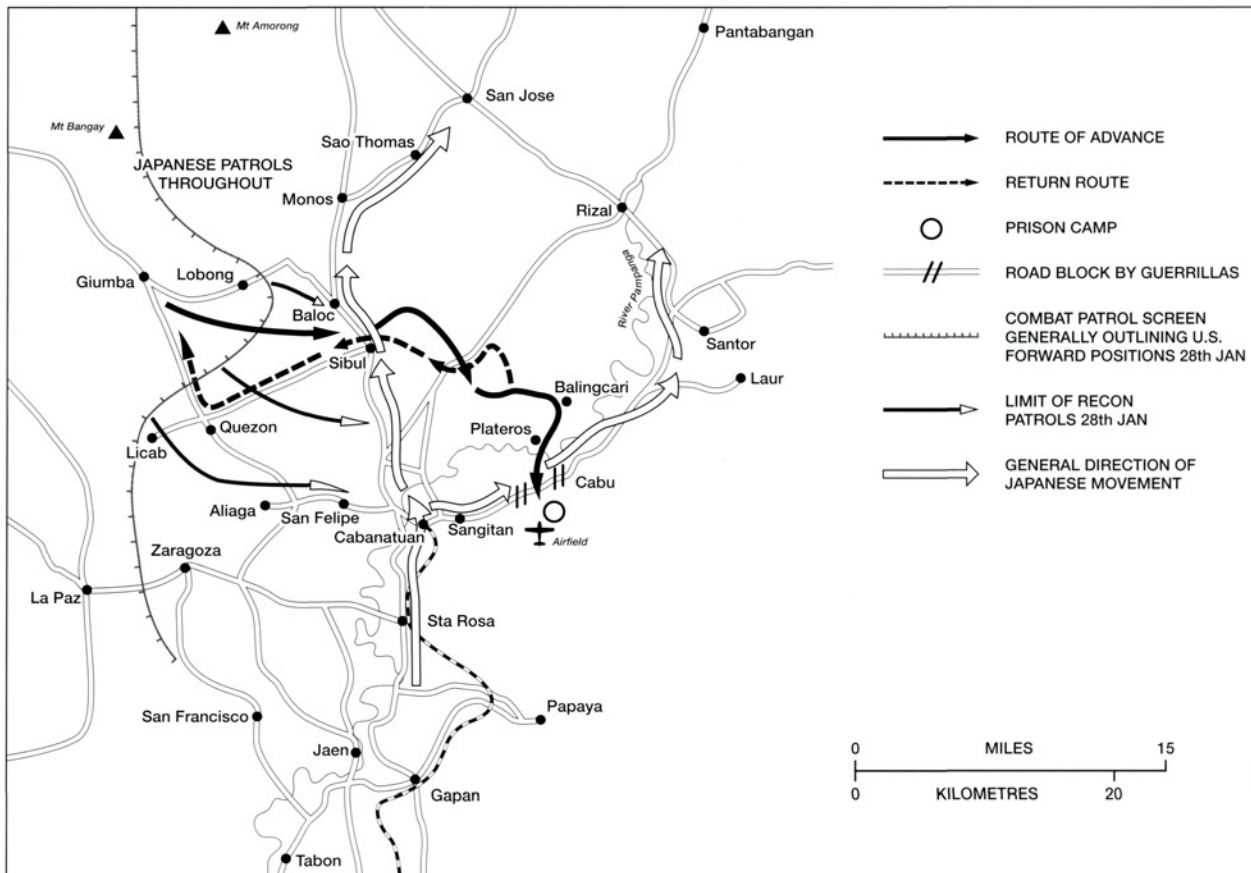 Mt Amorong
Pantabangan
San Jose
Mt Bangay
Sao Thomas
JAPANESE PATROLS
THROUGHOUT
Monos
Rizal
River Pampanga
Giumba
Lobong
Baloc
Sibul
Santor
Laur
Balingcari
Plateros
Quezon
Licab
Cabu
Aliaga
San Felipe
Cabanatuan
Sangitan
Airfield
Zaragoza
La Paz
Sta Rosa
San Francisco
Papaya
Jaen
Gapan
Tabon
ROUTE OF ADVANCE
RETURN ROUTE
PRISON CAMP
ROAD BLOCK BY GUERRILLAS
COMBAT PATROL SCREEN
GENERALLY OUTLINING U.S.
FORWARD POSITIONS 28th JAN
LIMIT OF RECON
PATROLS 28th JAN
GENERAL DIRECTION OF
JAPANESE MOVEMENT
0 MILES 15
0 KILOMETRES 20